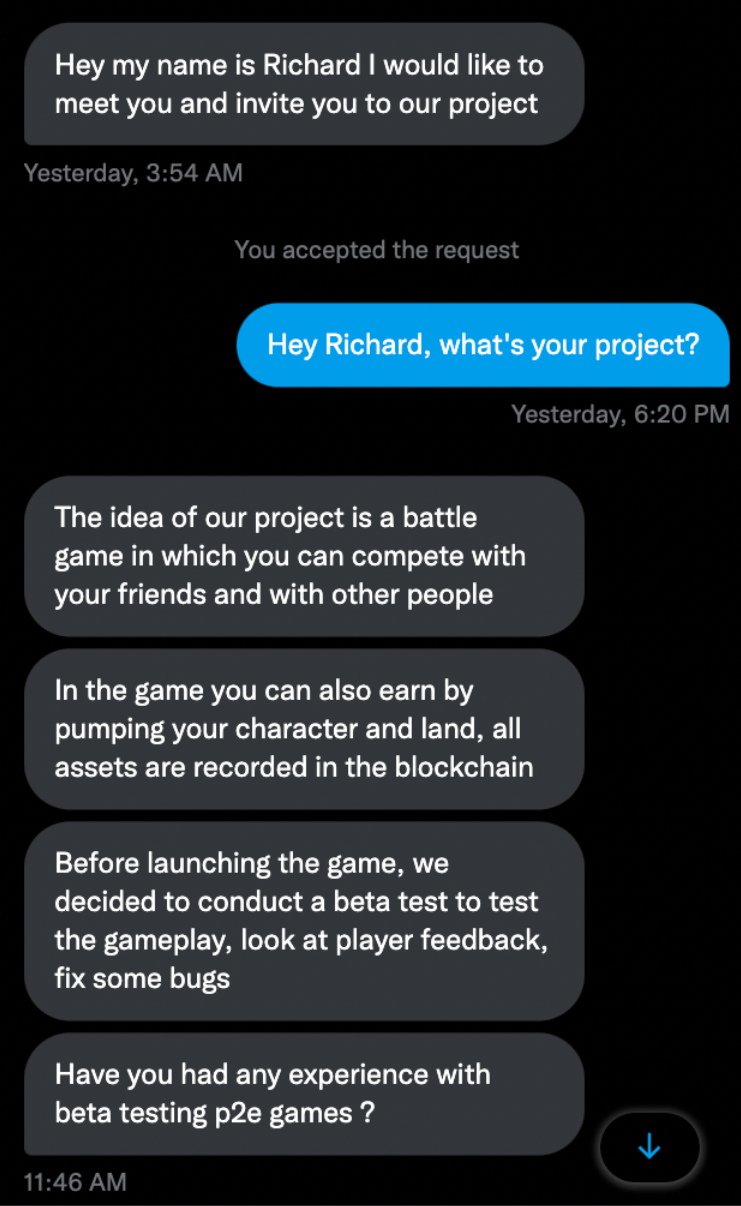 Hey my name is Richard I would like to
meet you and invite you to our project
Yesterday, 3:54 AM
You accepted the request
Hey Richard, what's your project?
Yesterday, 6:20 PM
The idea of our project is a battle
game in which you can compete with
your friends and with other people
In the game you can also earn by
pumping your character and land, all
assets are recorded in the blockchain
Before launching the game, we
decided to conduct a beta test to test
the gameplay, look at player feedback,
fix some bugs
Have you had any experience with
beta testing p2e games ?
11:46 AM